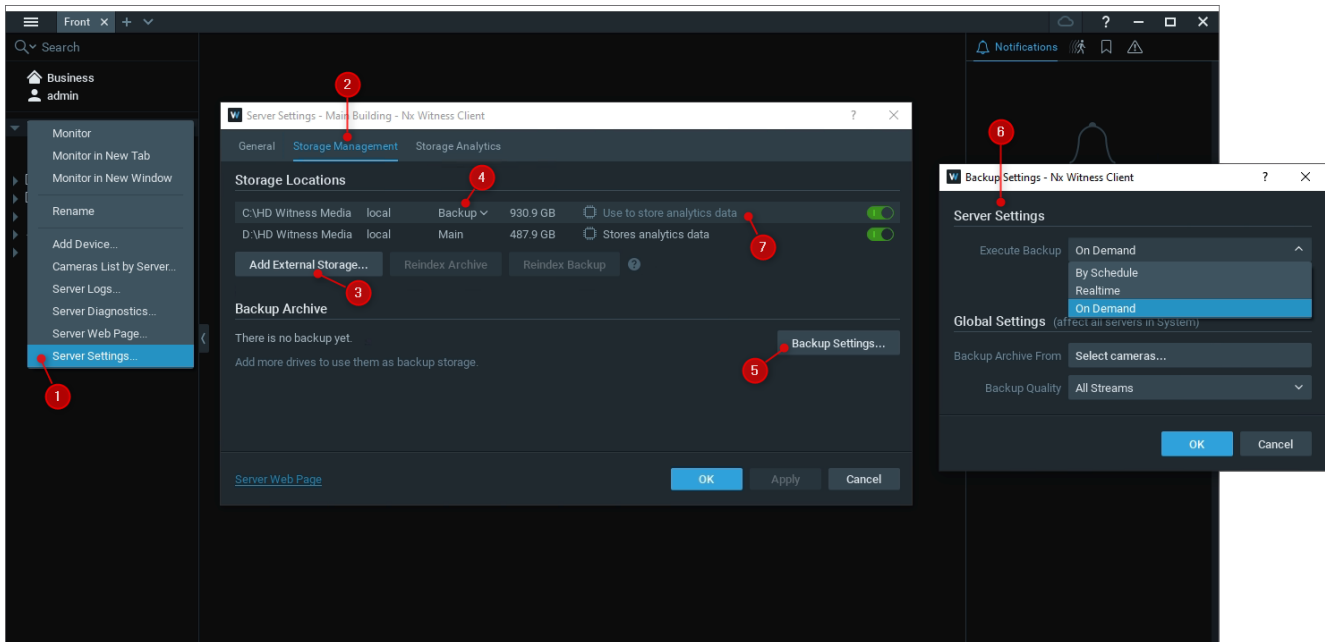 Front
Search
Business
admin
Monitor
Monitor in New Tab
Monitor in New Window
Rename
Add Device...
Cameras List by Server...
Server Logs...
Server Diagnostics...
Server Web Page...
Server Settings...
1
2
Server Settings - Main Building - Nx Witness Client
General Storage Management Storage Analytics
Storage Locations
4
C:\HD Witness Media local Backup 930.9 GB Use to store analytics data
D:\HD Witness Media local Main 487.9 GB Stores analytics data
7
Add External Storage... Reindex Archive Reindex Backup ?
3
Backup Archive
There is no backup yet.
Add more drives to use them as backup storage.
Backup Settings...
5
Server Web Page
OK Apply Cancel
?
Notifications
6
Backup Settings - Nx Witness Client ?
Server Settings
Execute Backup On Demand
By Schedule
Realtime
On Demand
Global Settings (affect all servers in System)
Backup Archive From Select cameras...
Backup Quality All Streams
OK Cancel